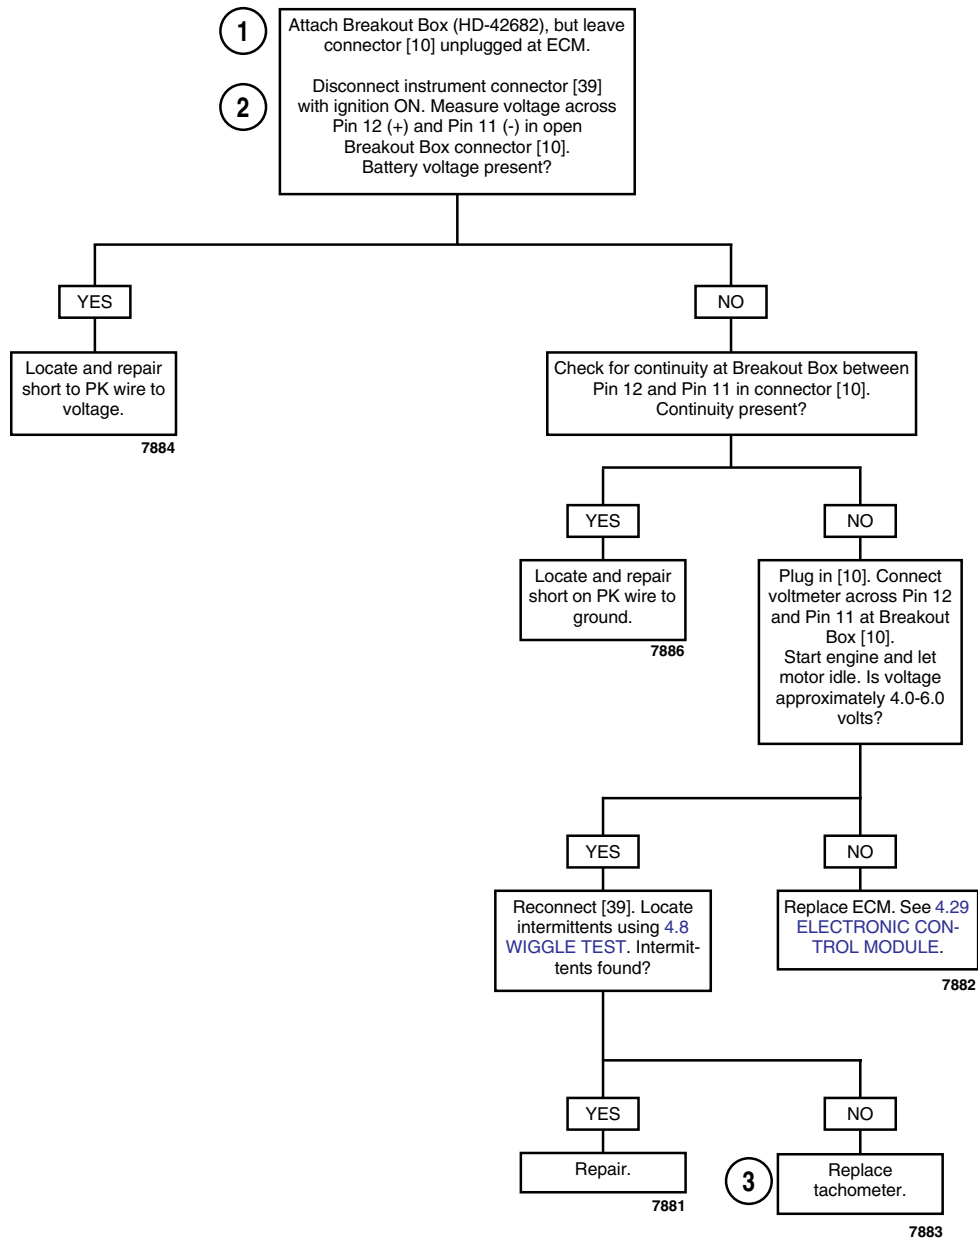 1
Attach Breakout Box (HD-42682), but leave
connector [10] unplugged at ECM.
2
Disconnect instrument connector [39]
with ignition ON. Measure voltage across
Pin 12 (+) and Pin 11 (-) in open
Breakout Box connector [10].
Battery voltage present?
YES
NO
Locate and repair
short to PK wire to
voltage.
7884
Check for continuity at Breakout Box between
Pin 12 and Pin 11 in connector [10].
Continuity present?
YES
NO
Locate and repair
short on PK wire to
ground.
7886
Plug in [10]. Connect
voltmeter across Pin 12
and Pin 11 at Breakout
Box [10].
Start engine and let
motor idle. Is voltage
approximately 4.0-6.0
volts?
YES
NO
Reconnect [39]. Locate
intermittents using 4.8
WIGGLE TEST. Intermit-
tents found?
Replace ECM. See 4.29
ELECTRONIC CON-
TROL MODULE.
7882
YES
NO
Repair.
7881
3
Replace
tachometer.
7883